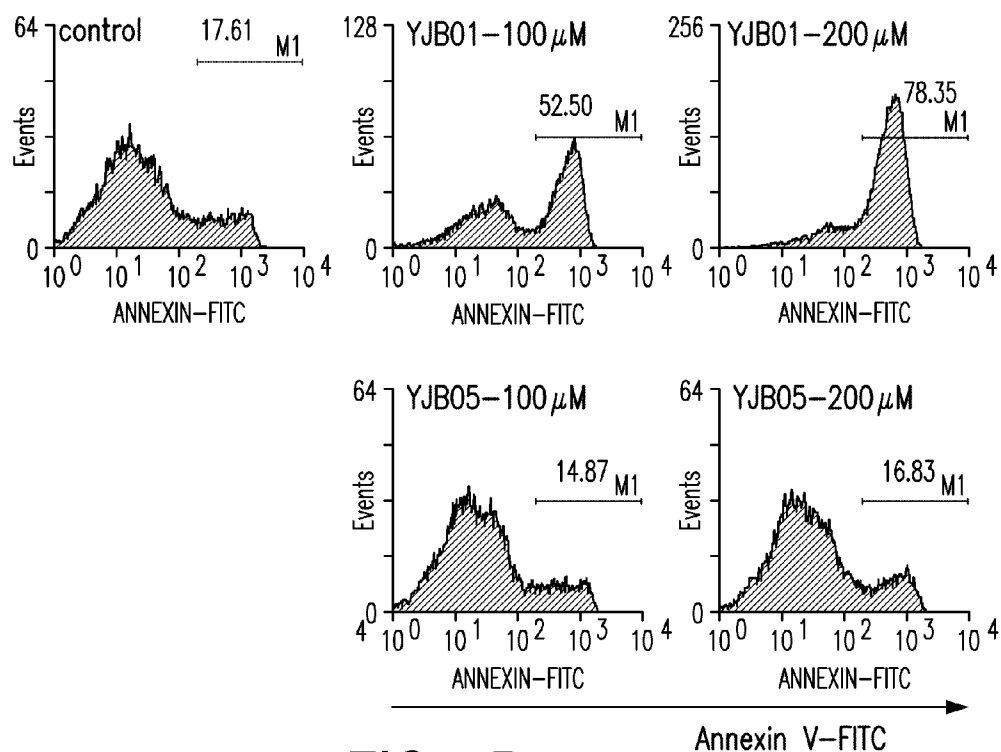 64 control 17.61 M1
Events
0
10^0 10^1 10^2 10^3 10^4
ANNEXIN-FITC
128 YJB01-100 μM
52.50 M1
Events
0
10^0 10^1 10^2 10^3 10^4
ANNEXIN-FITC
256 YJB01-200 μM
78.35 M1
Events
0
10^0 10^1 10^2 10^3 10^4
ANNEXIN-FITC
64 YJB05-100 μM
14.87 M1
Events
0
4
10^0 10^1 10^2 10^3 10^4
ANNEXIN-FITC
64 YJB05-200 μM
16.83 M1
Events
0
10^0 10^1 10^2 10^3 10^4
ANNEXIN-FITC
Annexin V-FITC